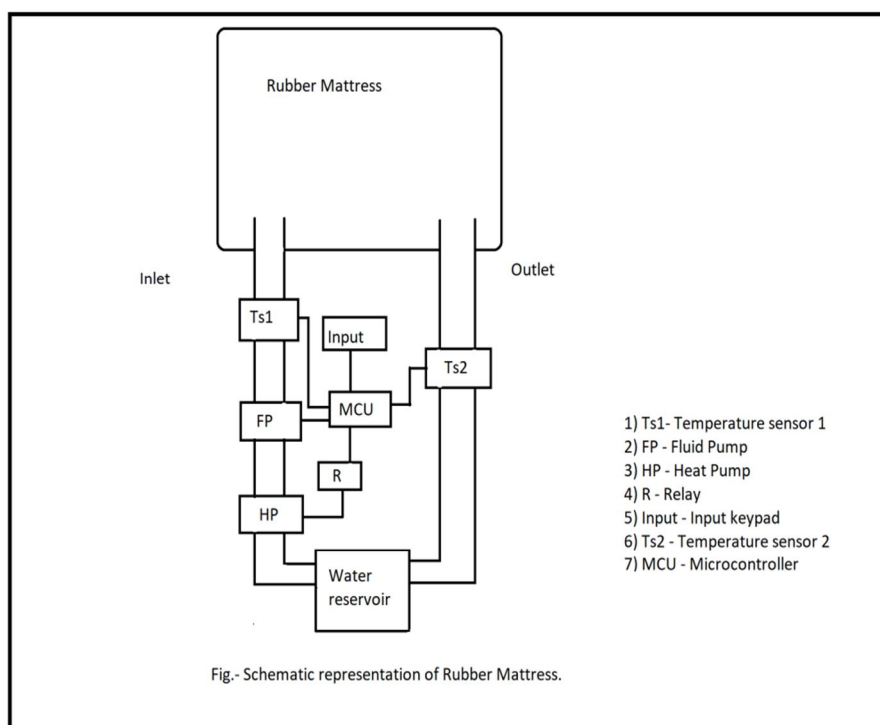 Rubber Mattress
Inlet
Outlet
Ts1
Input
Ts2
MCU
FP
R
HP
Water
reservoir
1) Ts1- Temperature sensor 1
2) FP - Fluid Pump
3) HP - Heat Pump
4) R - Relay
5) Input - Input keypad
6) Ts2 - Temperature sensor 2
7) MCU - Microcontroller
Fig.- Schematic representation of Rubber Mattress.